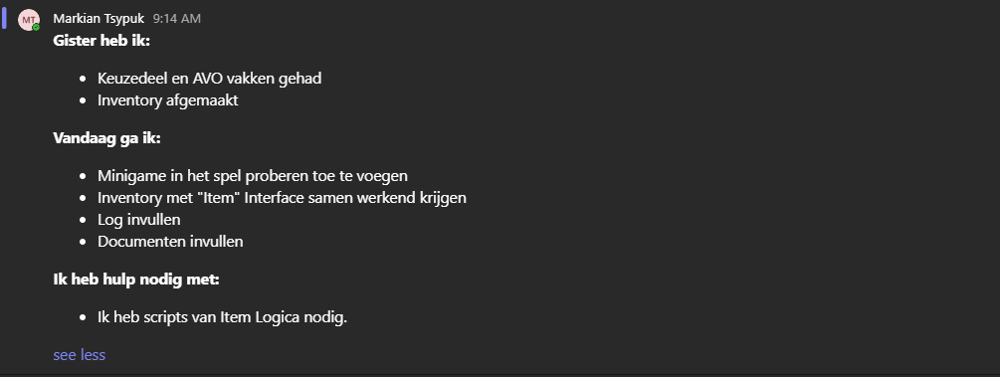 MT
Markian Tsypuk 9:14 AM
Gister heb ik:
Keuzedeel en AVO vakken gehad
Inventory afgemaakt
Vandaag ga ik:
Minigame in het spel proberen toe te voegen
Inventory met "Item" Interface samen werkend krijgen
Log invullen
Documenten invullen
Ik heb hulp nodig met:
Ik heb scripts van Item Logica nodig.
see less